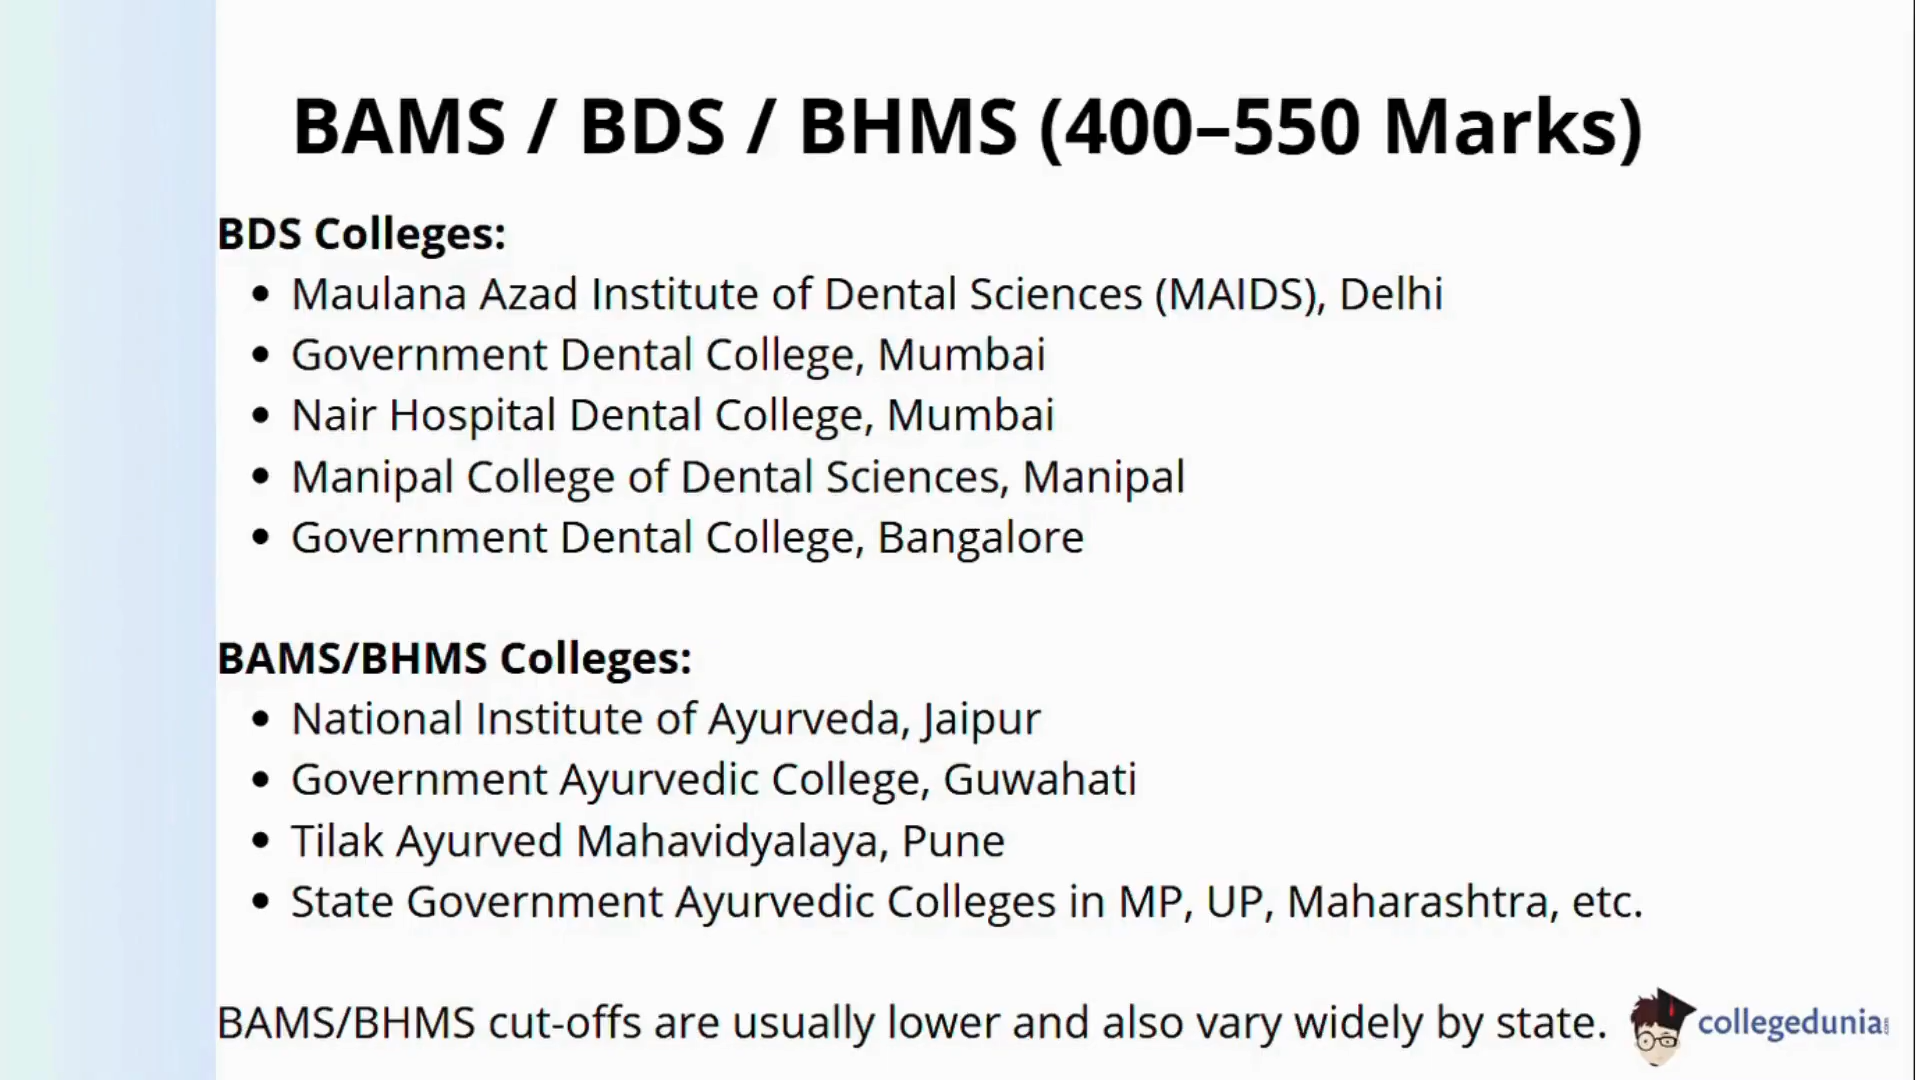 BAMS / BDS / BHMS (400–550 Marks)
BDS Colleges:
• Maulana Azad Institute of Dental Sciences (MAIDS), Delhi
• Government Dental College, Mumbai
• Nair Hospital Dental College, Mumbai
• Manipal College of Dental Sciences, Manipal
• Government Dental College, Bangalore
BAMS/BHMS Colleges:
• National Institute of Ayurveda, Jaipur
• Government Ayurvedic College, Guwahati
• Tilak Ayurved Mahavidyalaya, Pune
• State Government Ayurvedic Colleges in MP, UP, Maharashtra, etc.
BAMS/BHMS cut-offs are usually lower and also vary widely by state.
collegedunia